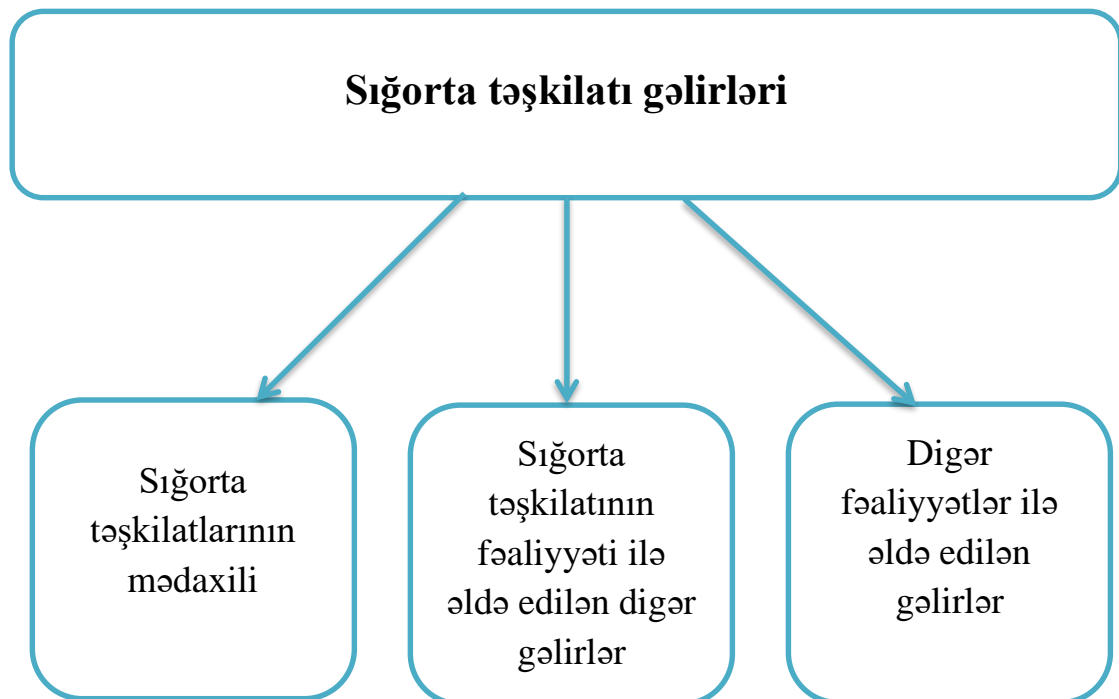 Sığorta təşkilatı gəlirləri
Sığorta
təşkilatlarının
mədaxili
Sığorta
təşkilatının
fəaliyyəti ilə
əldə edilən digər
gəlirlər
Digər
fəaliyyətlər ilə
əldə edilən
gəlirlər